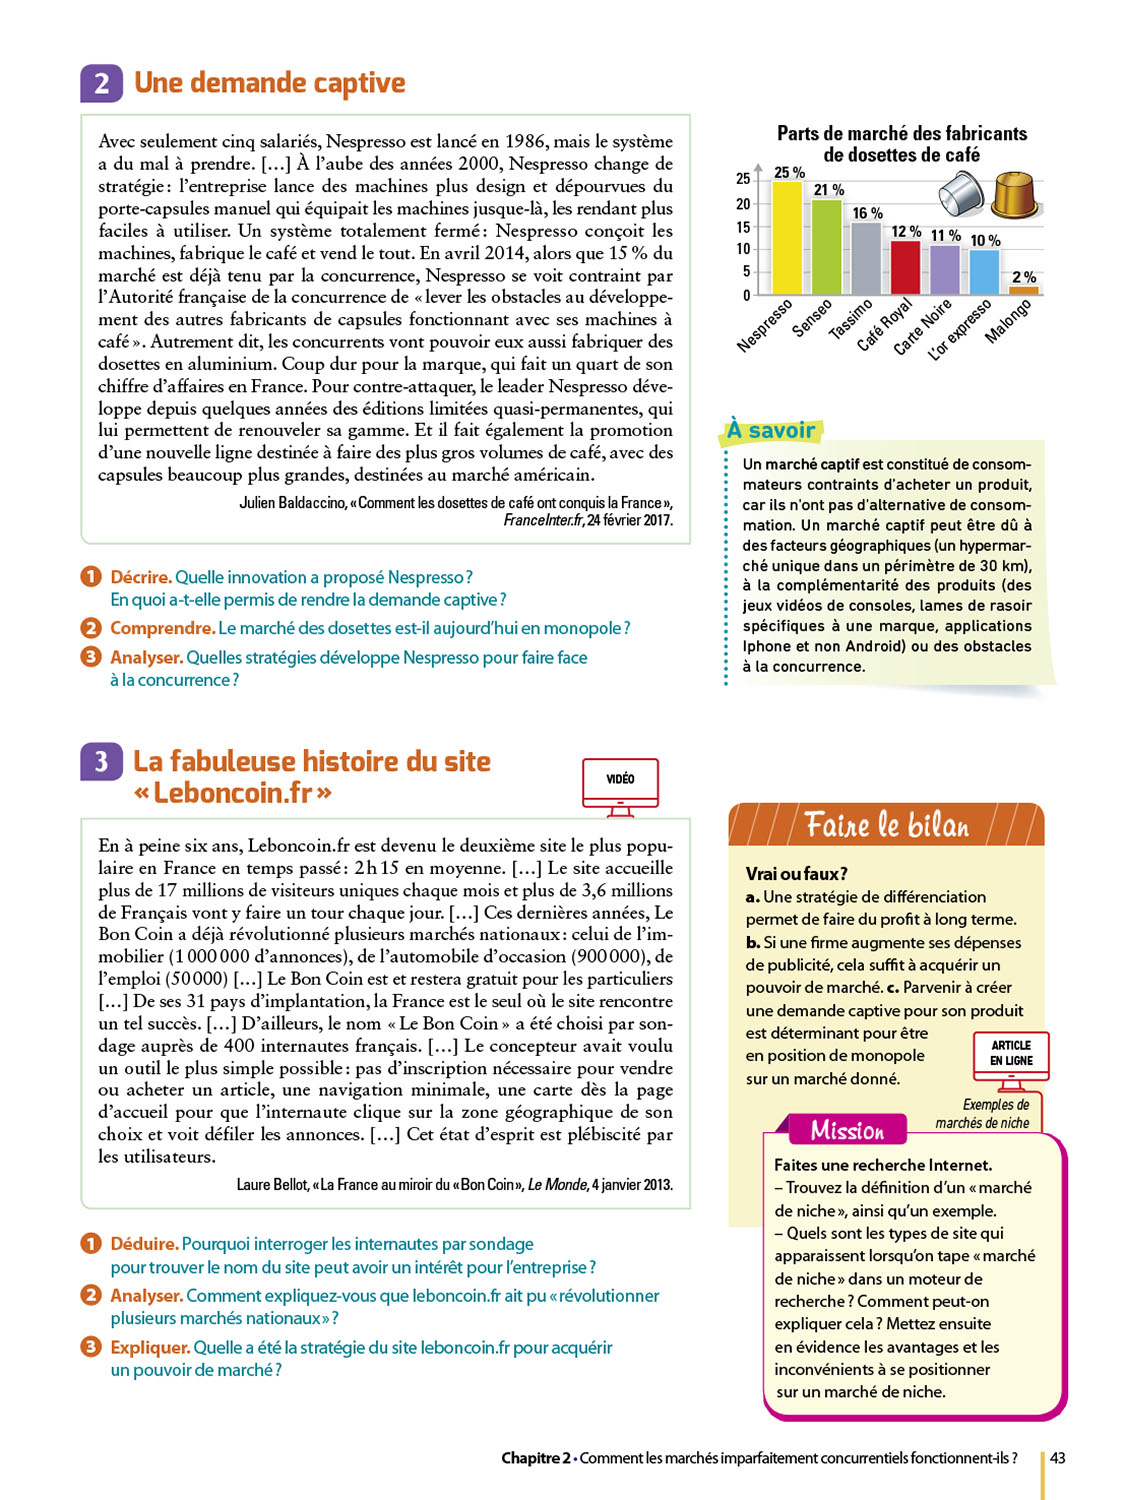 2 Une demande captive
Avec seulement cinq salariés, Nespresso est lancé en 1986, mais le système
a du mal à prendre. […] À l’aube des années 2000, Nespresso change de
stratégie : l’entreprise lance des machines plus design et dépourvues du
porte-capsules manuel qui équipait les machines jusque-là, les rendant plus
faciles à utiliser. Un système totalement fermé : Nespresso conçoit les
machines, fabrique le café et vend le tout. En avril 2014, alors que 15 % du
marché est déjà tenu par la concurrence, Nespresso se voit contraint par
l’Autorité française de la concurrence de « lever les obstacles au développe-
ment des autres fabricants de capsules fonctionnant avec ses machines à
café ». Autrement dit, les concurrents vont pouvoir eux aussi fabriquer des
dosettes en aluminium. Coup dur pour la marque, qui fait un quart de son
chiffre d’affaires en France. Pour contre-attaquer, le leader Nespresso déve-
loppe depuis quelques années des éditions limitées quasi-permanentes, qui
lui permettent de renouveler sa gamme. Et il fait également la promotion
d’une nouvelle ligne destinée à faire des plus gros volumes de café, avec des
capsules beaucoup plus grandes, destinées au marché américain.
Julien Baldaccino, « Comment les dosettes de café ont conquis la France »,
FranceInter.fr, 24 février 2017.
1 Décrire. Quelle innovation a proposé Nespresso ?
En quoi a-t-elle permis de rendre la demande captive ?
2 Comprendre. Le marché des dosettes est-il aujourd’hui en monopole ?
3 Analyser. Quelles stratégies développe Nespresso pour faire face
à la concurrence ?
Parts de marché des fabricants
de dosettes de café
25
20
15
10
5
0
25 %
21 %
16 %
12 %
11 %
10 %
2 %
Nespresso
Senseo
Tassimo
Café Royal
Carte Noire
L’or expresso
Malongo
À savoir
Un marché captif est constitué de consom-
mateurs contraints d'acheter un produit,
car ils n'ont pas d'alternative de consom-
mation. Un marché captif peut être dû à
des facteurs géographiques (un hypermar-
ché unique dans un périmètre de 30 km),
à la complémentarité des produits (des
jeux vidéos de consoles, lames de rasoir
spécifiques à une marque, applications
Iphone et non Android) ou des obstacles
à la concurrence.
3 La fabuleuse histoire du site
« Leboncoin.fr »
VIDÉO
En à peine six ans, Leboncoin.fr est devenu le deuxième site le plus popu-
laire en France en temps passé : 2 h 15 en moyenne. […] Le site accueille
plus de 17 millions de visiteurs uniques chaque mois et plus de 3,6 millions
de Français vont y faire un tour chaque jour. […] Ces dernières années, Le
Bon Coin a déjà révolutionné plusieurs marchés nationaux : celui de l’im-
mobilier (1 000 000 d’annonces), de l’automobile d’occasion (900 000), de
l’emploi (50 000) […] Le Bon Coin est et restera gratuit pour les particuliers
[…] De ses 31 pays d’implantation, la France est le seul où le site rencontre
un tel succès. […] D’ailleurs, le nom « Le Bon Coin » a été choisi par son-
dage auprès de 400 internautes français. […] Le concepteur avait voulu
un outil le plus simple possible : pas d’inscription nécessaire pour vendre
ou acheter un article, une navigation minimale, une carte dès la page
d’accueil pour que l’internaute clique sur la zone géographique de son
choix et voit défiler les annonces. […] Cet état d’esprit est plébiscité par
les utilisateurs.
Laure Bellot, « La France au miroir du « Bon Coin », Le Monde, 4 janvier 2013.
1 Déduire. Pourquoi interroger les internautes par sondage
pour trouver le nom du site peut avoir un intérêt pour l’entreprise ?
2 Analyser. Comment expliquez-vous que leboncoin.fr ait pu « révolutionner
plusieurs marchés nationaux » ?
3 Expliquer. Quelle a été la stratégie du site leboncoin.fr pour acquérir
un pouvoir de marché ?
Faire le bilan
Vrai ou faux ?
a. Une stratégie de différenciation
permet de faire du profit à long terme.
b. Si une firme augmente ses dépenses
de publicité, cela suffit à acquérir un
pouvoir de marché. c. Parvenir à créer
une demande captive pour son produit
est déterminant pour être
en position de monopole
sur un marché donné.
ARTICLE
EN LIGNE
Exemples de
marchés de niche
Mission
Faites une recherche Internet.
– Trouvez la définition d’un « marché
de niche », ainsi qu’un exemple.
– Quels sont les types de site qui
apparaissent lorsqu’on tape « marché
de niche » dans un moteur de
recherche ? Comment peut-on
expliquer cela ? Mettez ensuite
en évidence les avantages et les
inconvénients à se positionner
sur un marché de niche.
Chapitre 2 • Comment les marchés imparfaitement concurrentiels fonctionnent-ils ? 43